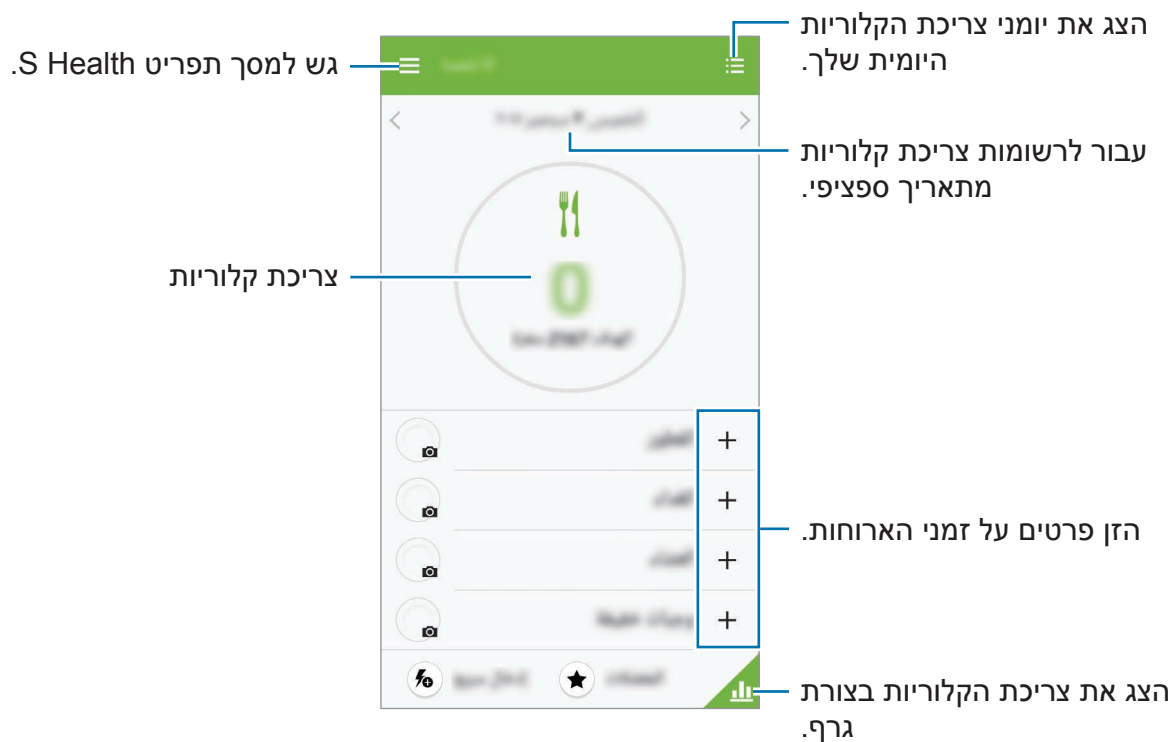 הצג את יומני צריכת הקלוריות
היומית שלך.
גש למסך תפריט S Health.
עבור לרשומות צריכת קלוריות
מתאריך ספציפי.
צריכת קלוריות
0
הזן פרטים על זמני הארוחות.
הצג את צריכת הקלוריות בצורת
גרף.